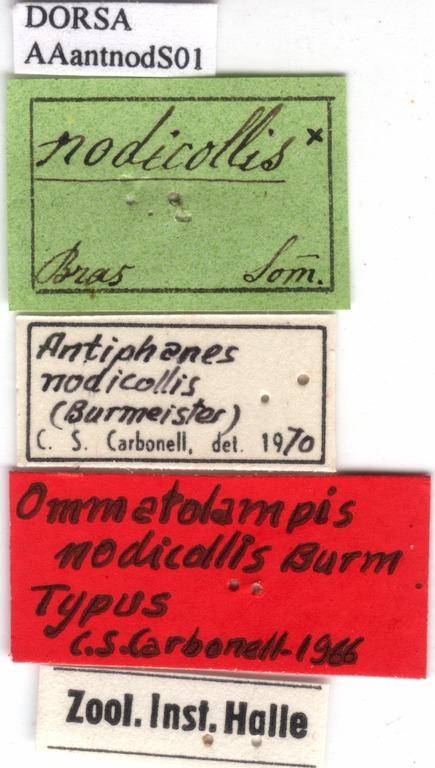 DORSA
AAantnodS01
nodicollis ×
Bras Som̄.
Antiphanes
nodicollis
(Burmeister)
C. S. Carbonell, det. 1970
Ommatolampis
nodicollis Burm
Typus
C.S.Carbonell-1966
Zool. Inst. Halle